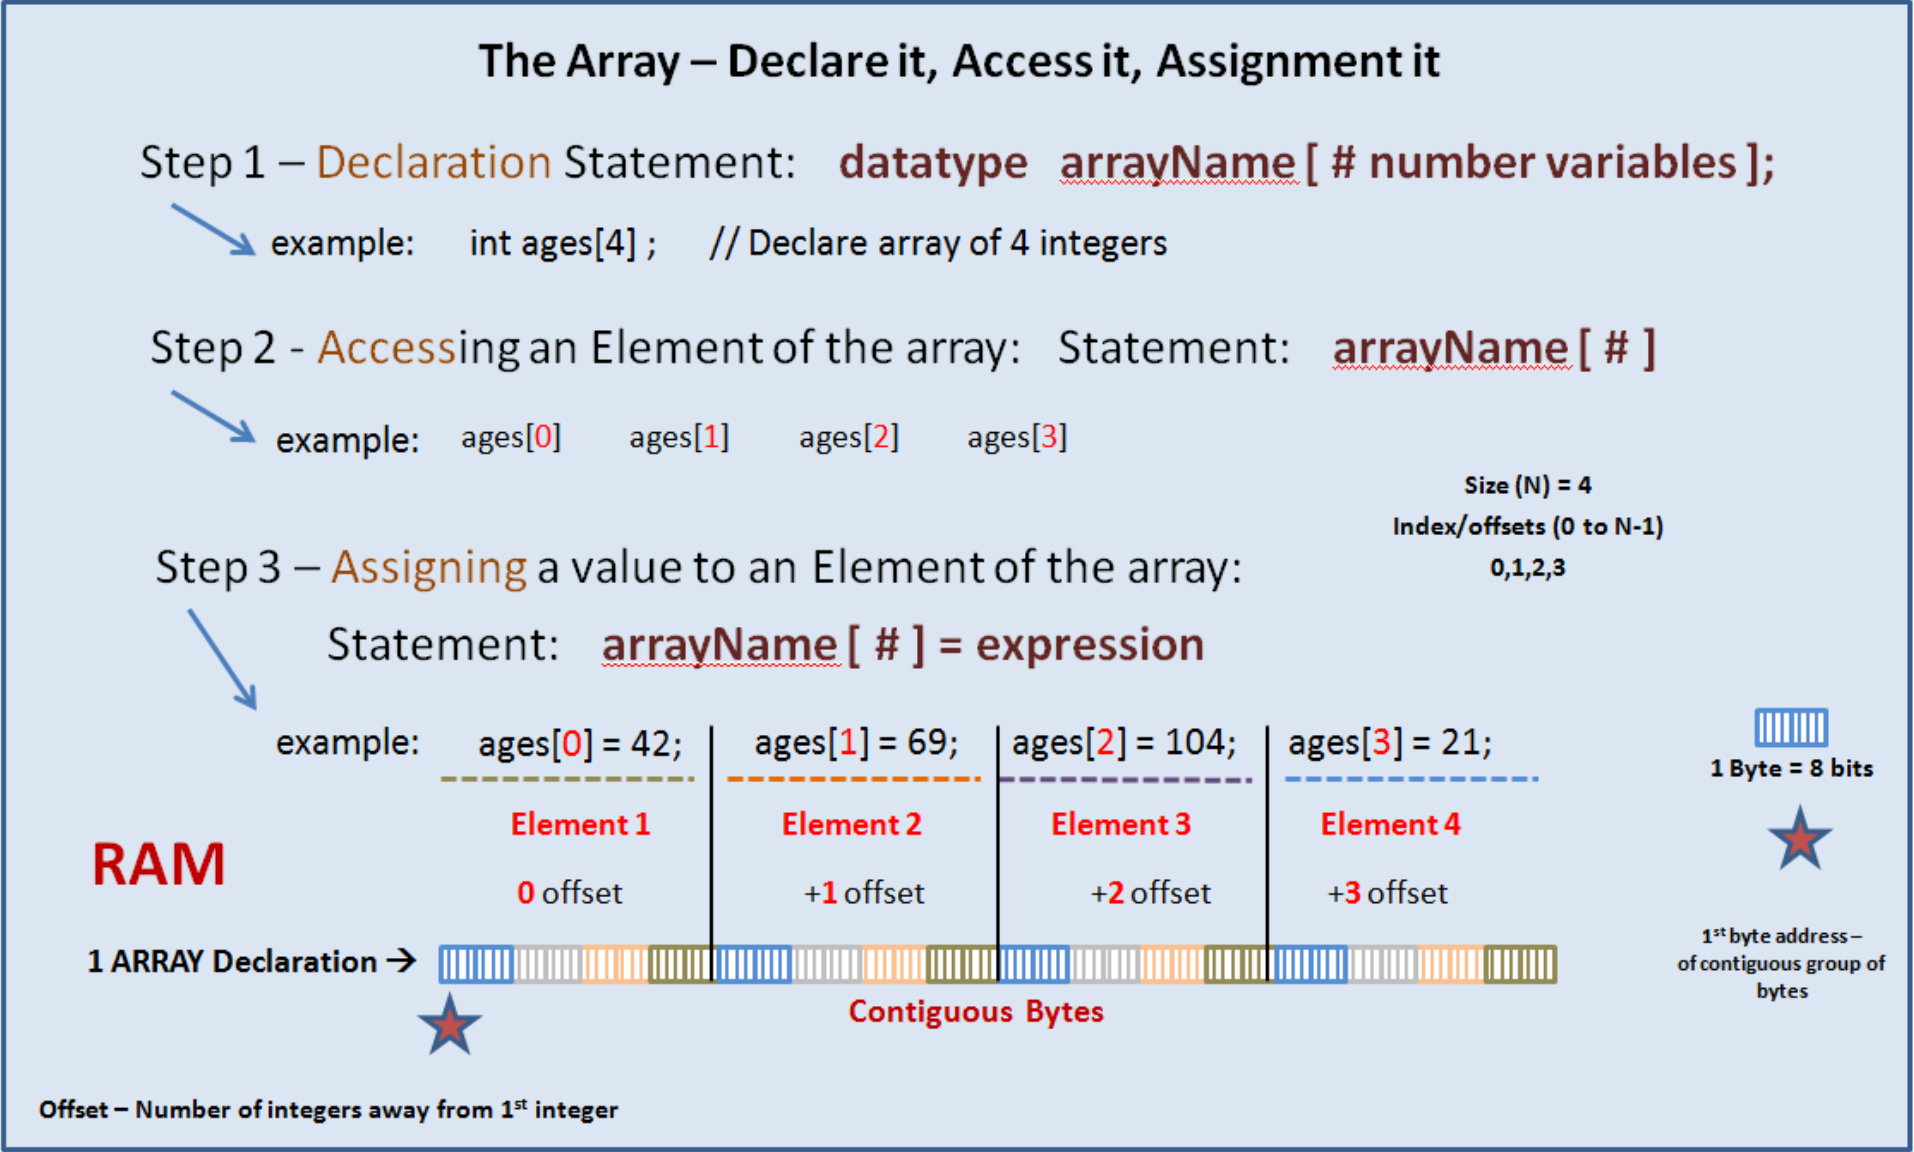 The Array – Declare it, Access it, Assignment it
Step 1 – Declaration Statement: datatype arrayName [ # number variables ];
example: int ages[4] ; // Declare array of 4 integers
Step 2 - Accessing an Element of the array: Statement: arrayName [ # ]
example: ages[0] ages[1] ages[2] ages[3]
Size (N) = 4
Index/offsets (0 to N-1)
0,1,2,3
Step 3 – Assigning a value to an Element of the array:
Statement: arrayName [ # ] = expression
example: ages[0] = 42; ages[1] = 69; ages[2] = 104; ages[3] = 21;
1 Byte = 8 bits
Element 1 Element 2 Element 3 Element 4
RAM
0 offset +1 offset +2 offset +3 offset
1 ARRAY Declaration →
1st byte address –
of contiguous group of
bytes
Contiguous Bytes
Offset – Number of integers away from 1st integer